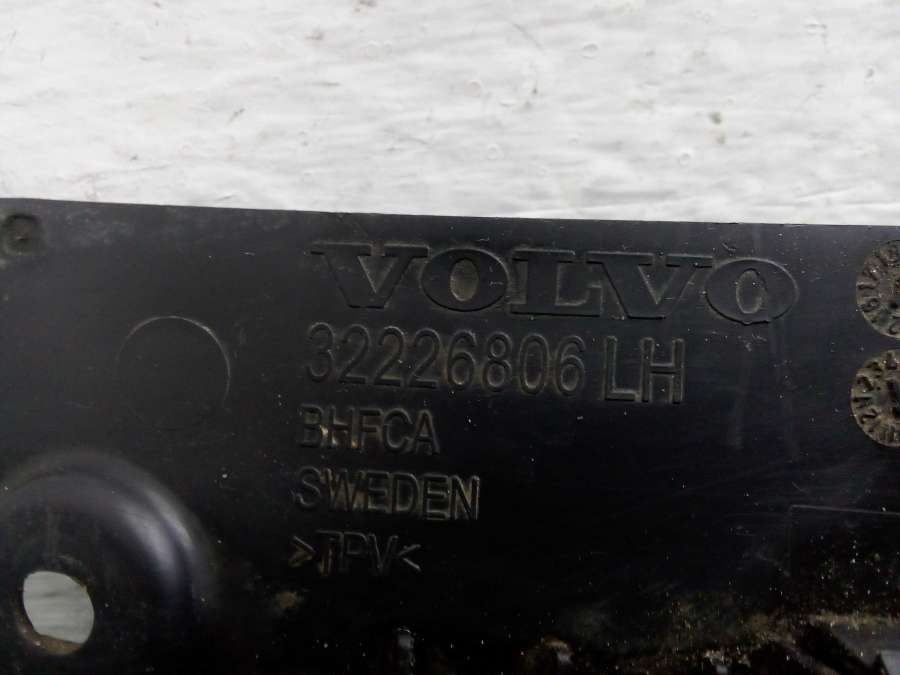 VOLVO
32226806 LH
BHFCA
SWEDEN
>TPV<